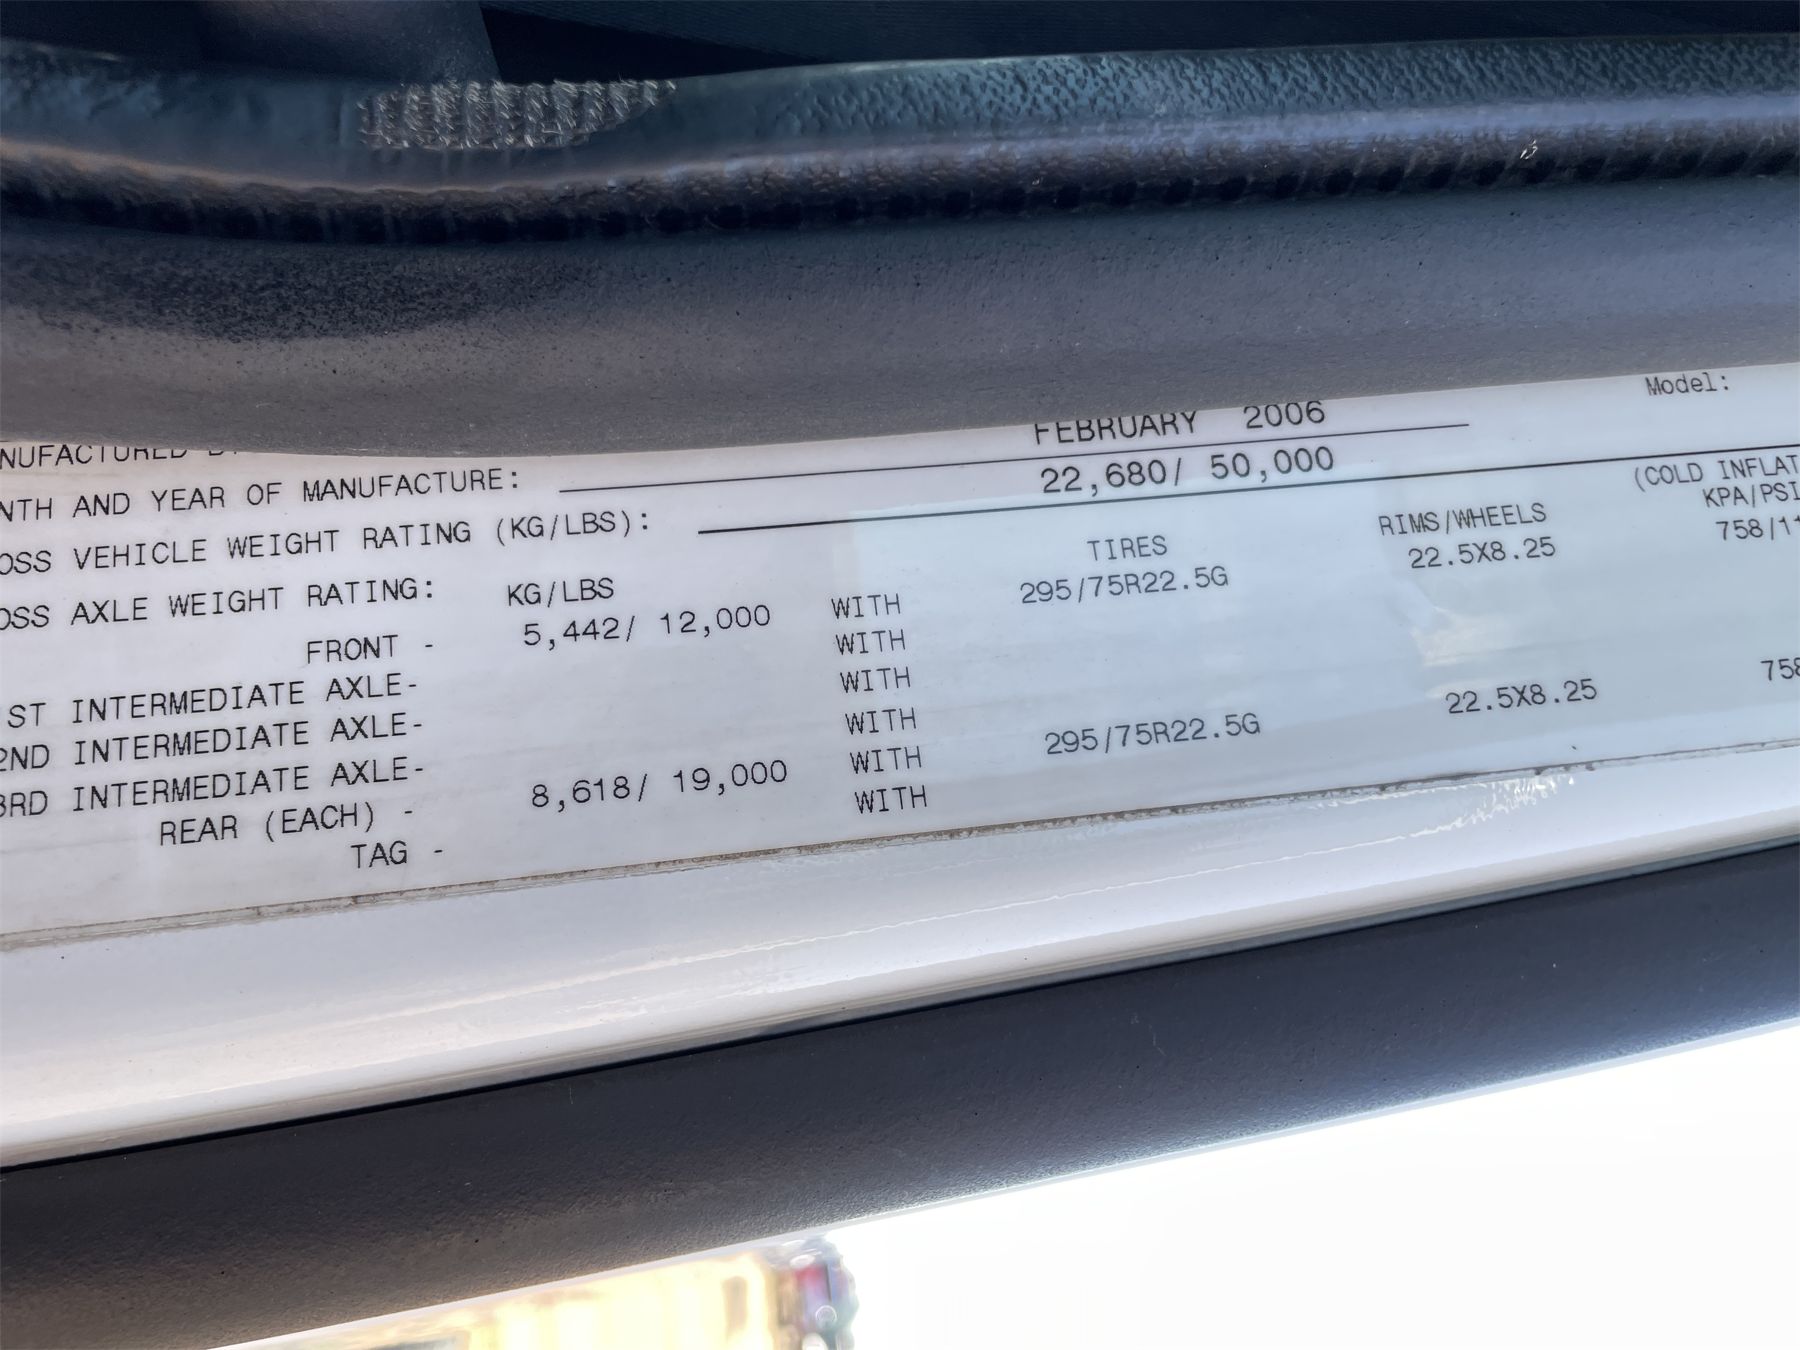 Model:
NUFACTURED B
NTH AND YEAR OF MANUFACTURE: FEBRUARY 2006
OSS VEHICLE WEIGHT RATING (KG/LBS): 22,680/ 50,000
OSS AXLE WEIGHT RATING: KG/LBS TIRES RIMS/WHEELS (COLD INFLAT
KPA/PSI
FRONT - 5,442/ 12,000 WITH 295/75R22.5G 22.5X8.25 758/11
ST INTERMEDIATE AXLE- WITH
2ND INTERMEDIATE AXLE- WITH
3RD INTERMEDIATE AXLE- WITH
REAR (EACH) - 8,618/ 19,000 WITH 295/75R22.5G 22.5X8.25 758
TAG - WITH